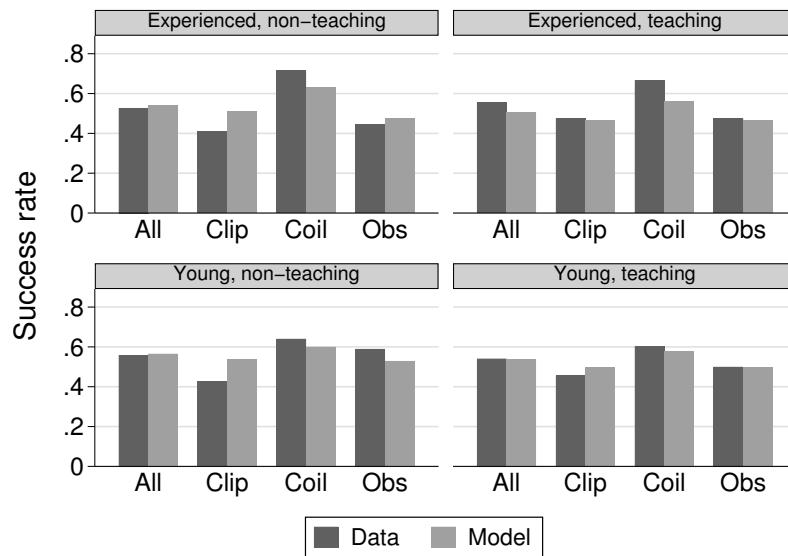 Experienced, non−teaching
Experienced, teaching
.8
.6
.4
.2
0
All Clip Coil Obs
All Clip Coil Obs
Young, non−teaching
Young, teaching
.8
.6
.4
.2
0
All Clip Coil Obs
All Clip Coil Obs
Success rate
Data Model